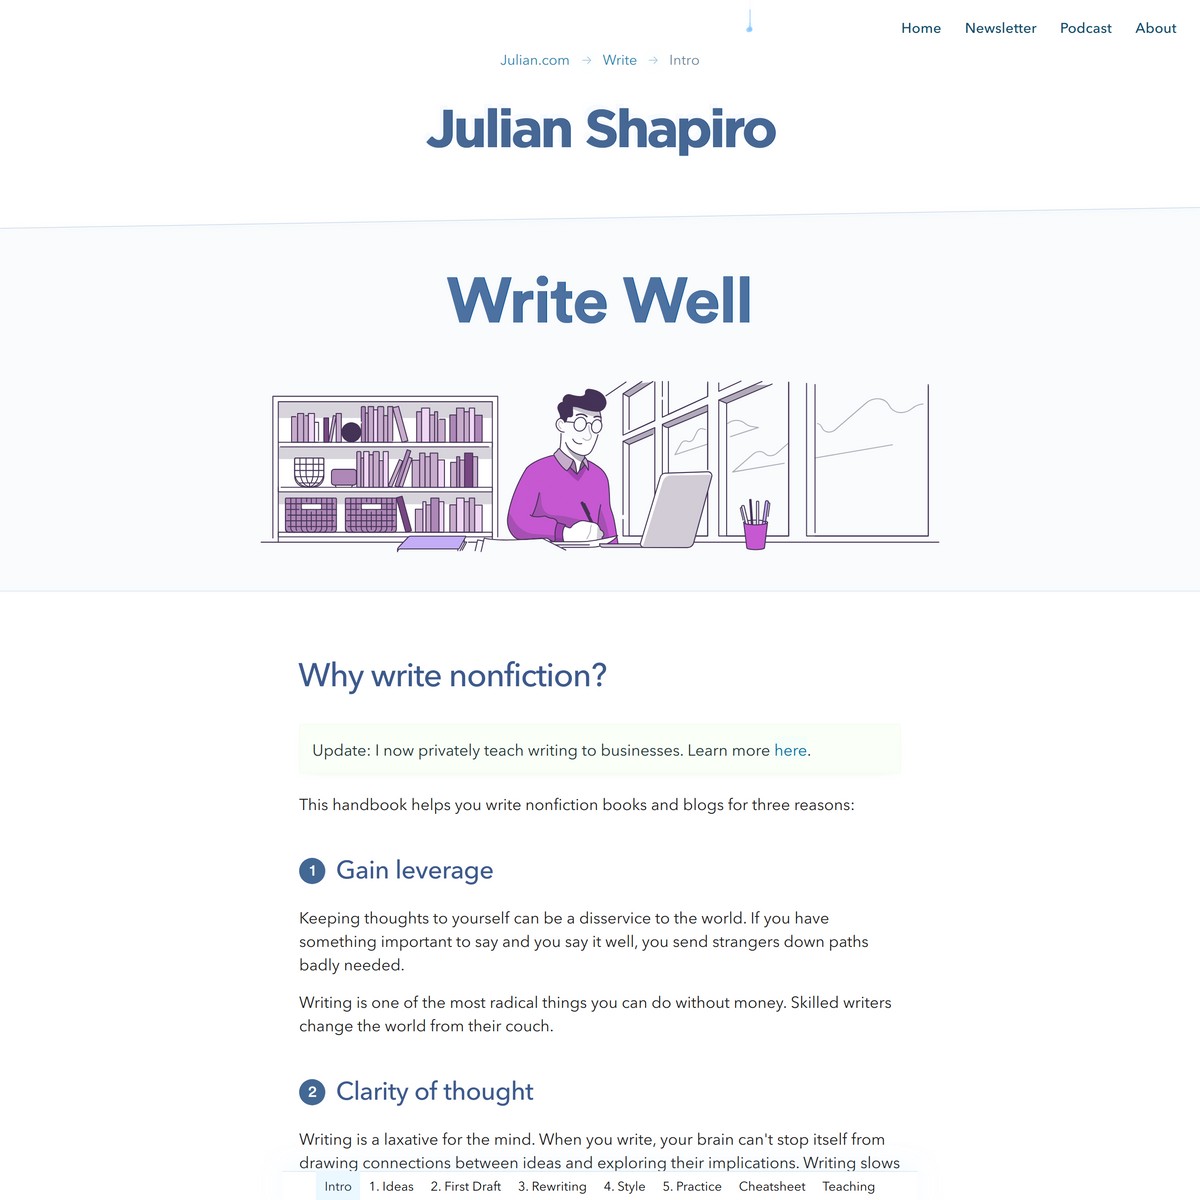 Home Newsletter Podcast About
Julian.com → Write → Intro
Julian Shapiro
Write Well
Why write nonfiction?
Update: I now privately teach writing to businesses. Learn more here.
This handbook helps you write nonfiction books and blogs for three reasons:
1 Gain leverage
Keeping thoughts to yourself can be a disservice to the world. If you have
something important to say and you say it well, you send strangers down paths
badly needed.
Writing is one of the most radical things you can do without money. Skilled writers
change the world from their couch.
2 Clarity of thought
Writing is a laxative for the mind. When you write, your brain can't stop itself from
drawing connections between ideas and exploring their implications. Writing slows
Intro 1. Ideas 2. First Draft 3. Rewriting 4. Style 5. Practice Cheatsheet Teaching